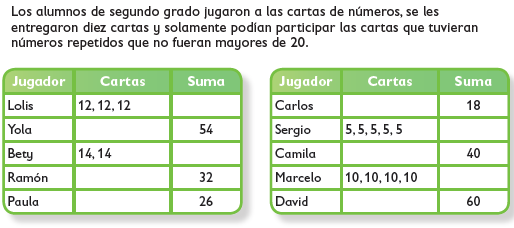 Los alumnos de segundo grado jugaron a las cartas de números, se les
entregaron diez cartas y solamente podían participar las cartas que tuvieran
números repetidos que no fueran mayores de 20.
Jugador Cartas Suma
Lolis 12, 12, 12
Yola 54
Bety 14, 14
Ramón 32
Paula 26
Jugador Cartas Suma
Carlos 18
Sergio 5, 5, 5, 5, 5
Camila 40
Marcelo 10, 10, 10, 10
David 60